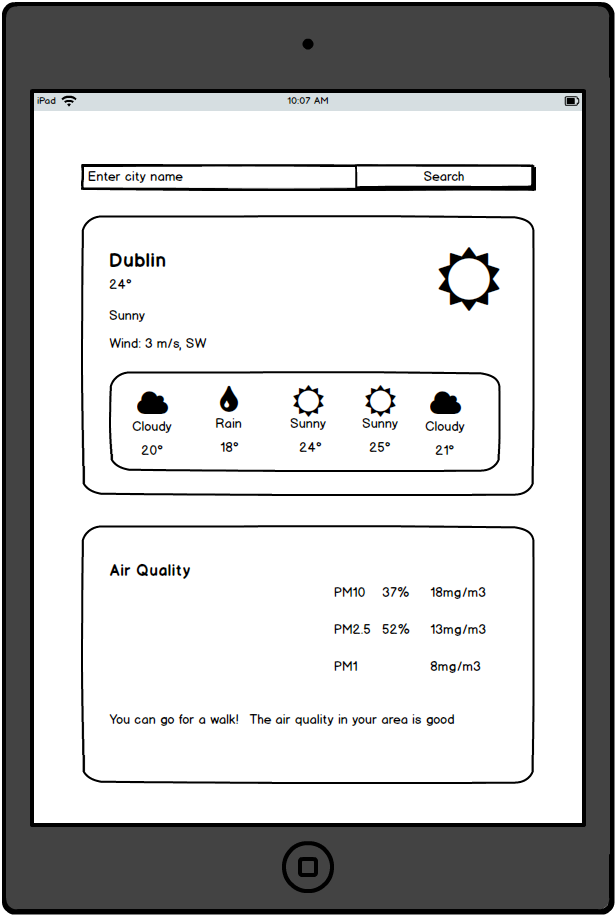 iPad 10:07 AM
Enter city name Search
Dublin
24°
Sunny
Wind: 3 m/s, SW
Cloudy Rain Sunny Sunny Cloudy
20° 18° 24° 25° 21°
Air Quality
PM10 37% 18mg/m3
PM2.5 52% 13mg/m3
PM1 8mg/m3
You can go for a walk! The air quality in your area is good